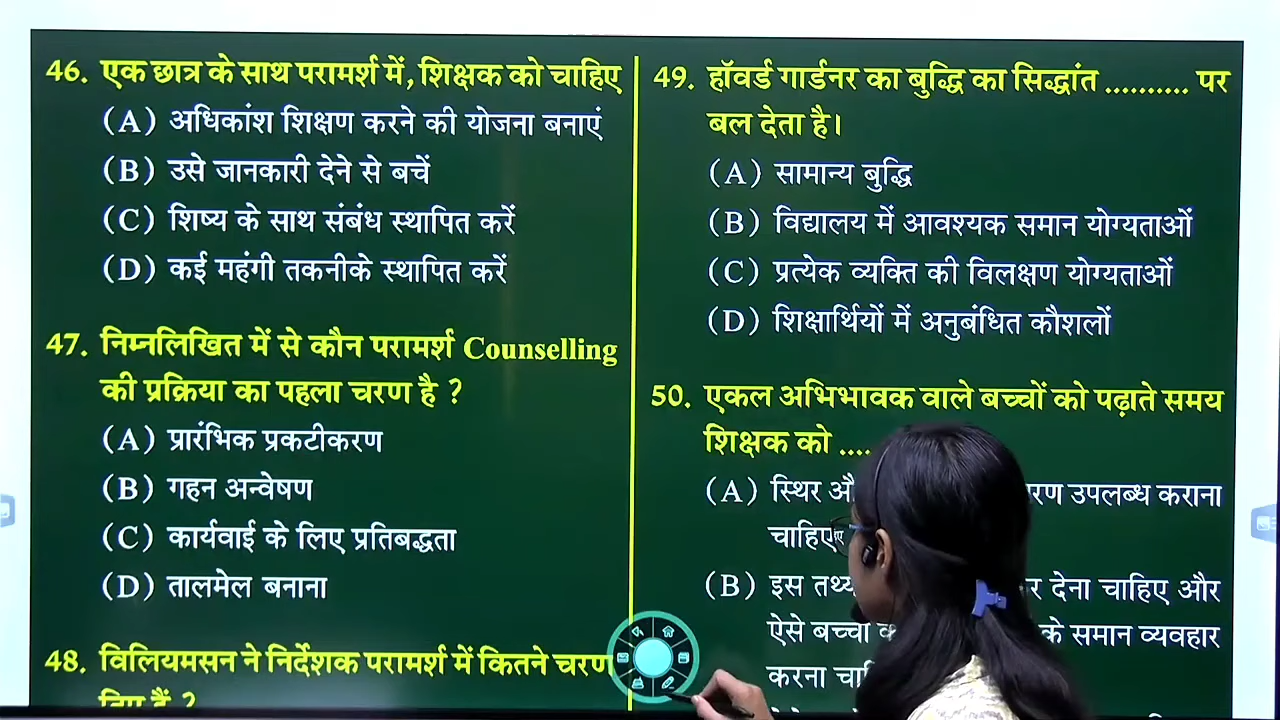 46. एक छात्र के साथ परामर्श में, शिक्षक को चाहिए
(A) अधिकांश शिक्षण करने की योजना बनाएं
(B) उसे जानकारी देने से बचें
(C) शिष्य के साथ संबंध स्थापित करें
(D) कई महंगी तकनीके स्थापित करें
47. निम्नलिखित में से कौन परामर्श Counselling
की प्रक्रिया का पहला चरण है ?
(A) प्रारंभिक प्रकटीकरण
(B) गहन अन्वेषण
(C) कार्यवाई के लिए प्रतिबद्धता
(D) तालमेल बनाना
48. विलियमसन ने निर्देशक परामर्श में कितने चरण
दिए हैं ?
49. हॉवर्ड गार्डनर का बुद्धि का सिद्धांत .......... पर
बल देता है।
(A) सामान्य बुद्धि
(B) विद्यालय में आवश्यक समान योग्यताओं
(C) प्रत्येक व्यक्ति की विलक्षण योग्यताओं
(D) शिक्षार्थियों में अनुबंधित कौशलों
50. एकल अभिभावक वाले बच्चों को पढ़ाते समय
शिक्षक को ....
(A) स्थिर उपलब्ध कराना
चाहिए
(B) इस तथ्य देना चाहिए और
ऐसे के समान व्यवहार
करना